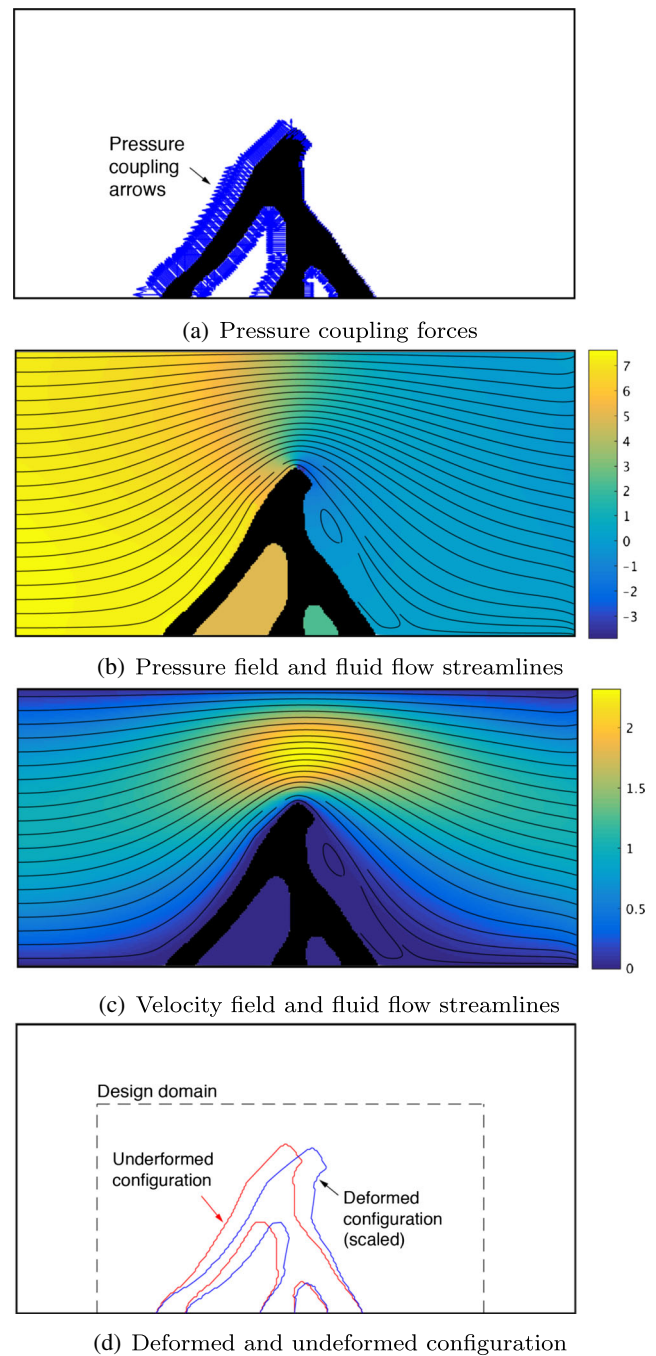 Pressure
coupling
arrows
(a) Pressure coupling forces
7
6
5
4
3
2
1
0
-1
-2
-3
(b) Pressure field and fluid flow streamlines
2
1.5
1
0.5
0
(c) Velocity field and fluid flow streamlines
Design domain
Underformed
configuration
Deformed
configuration
(scaled)
(d) Deformed and undeformed configuration